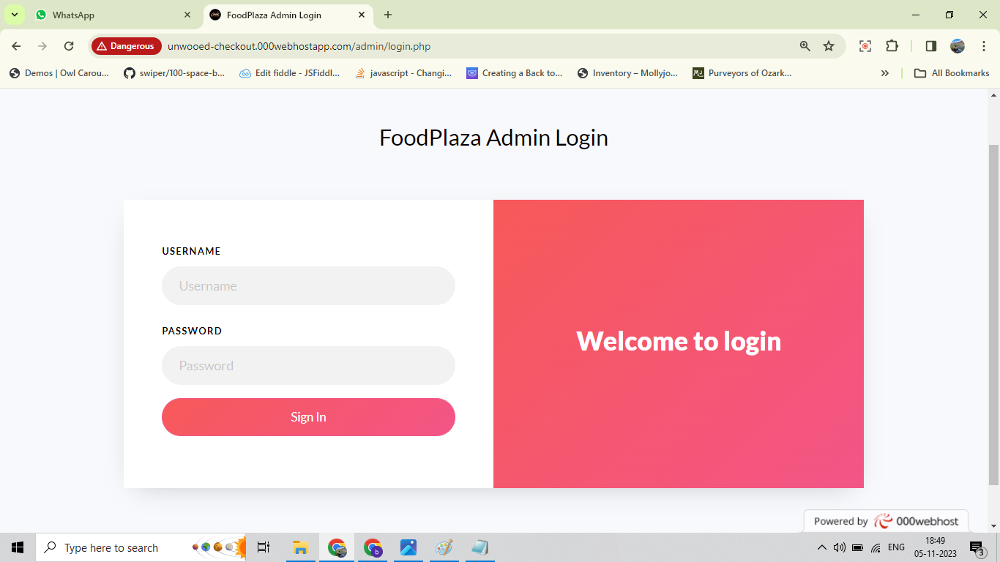 WhatsApp
FoodPlaza Admin Login
Dangerous
unwooed-checkout.000webhostapp.com/admin/login.php
Demos | Owl Carou...
swiper/100-space-b...
Edit fiddle - JSFiddl...
javascript - Changi...
Creating a Back to...
Inventory – Mollyjo...
MJ
Purveyors of Ozark...
All Bookmarks
FoodPlaza Admin Login
USERNAME
Username
PASSWORD
Password
Sign In
Welcome to login
Powered by 000webhost
Type here to search
b
ENG
18:49
05-11-2023
3